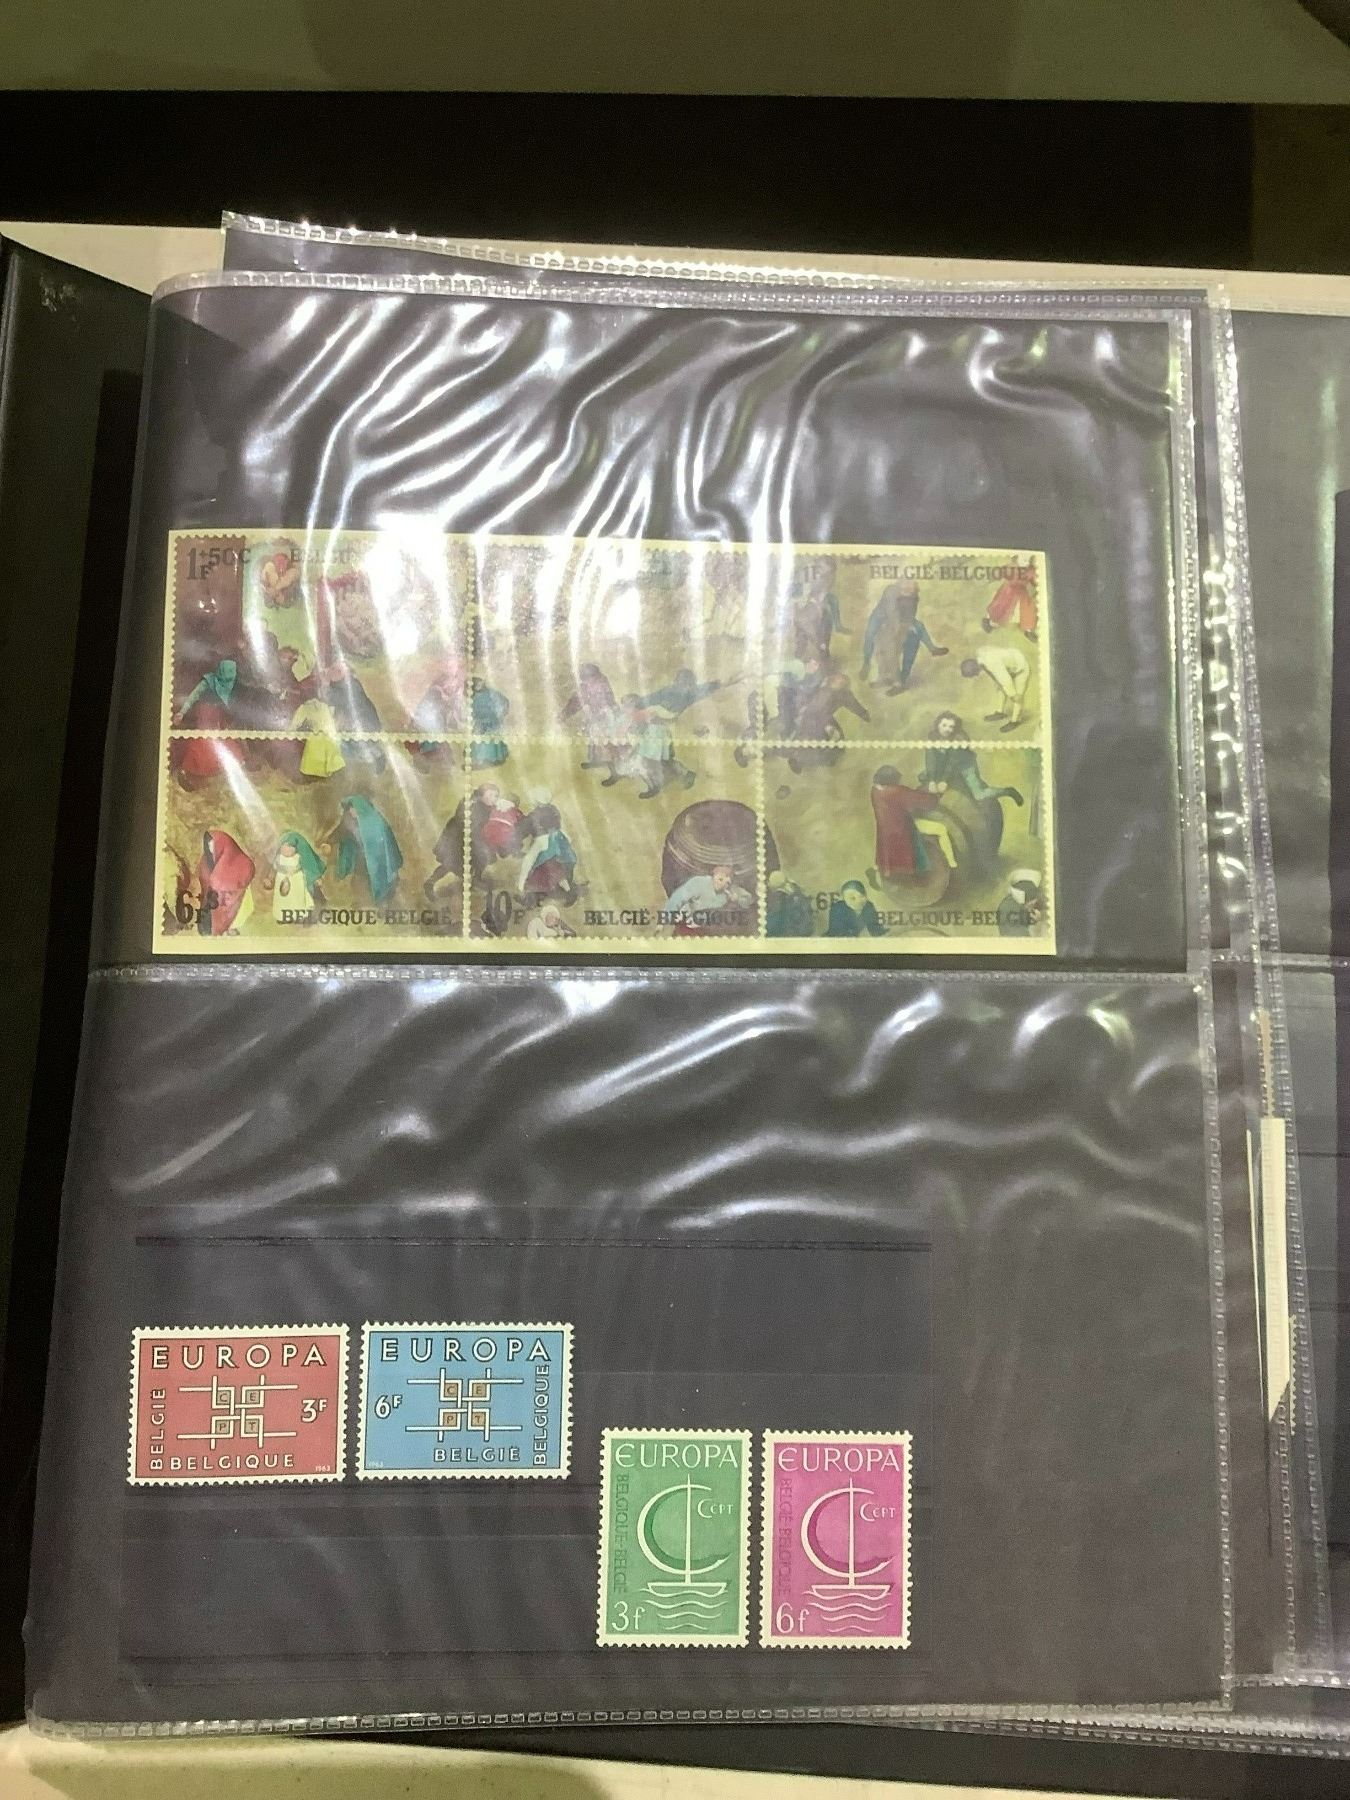 1F +50C BELGIË
1F BELGIË-BELGIQUE
6F +3F BELGIQUE-BELGIË
10F BELGIË-BELGIQUE
+6F BELGIQUE-BELGIË
EUROPA
BELGIË
C E
P T
3F
BELGIQUE
1963
EUROPA
6F
C E
P T
BELGIE
BELGIQUE
1963
EUROPA
BELGIQUE-BELGIË
CEPT
3f
EUROPA
BELGIË-BELGIQUE
CEPT
6f